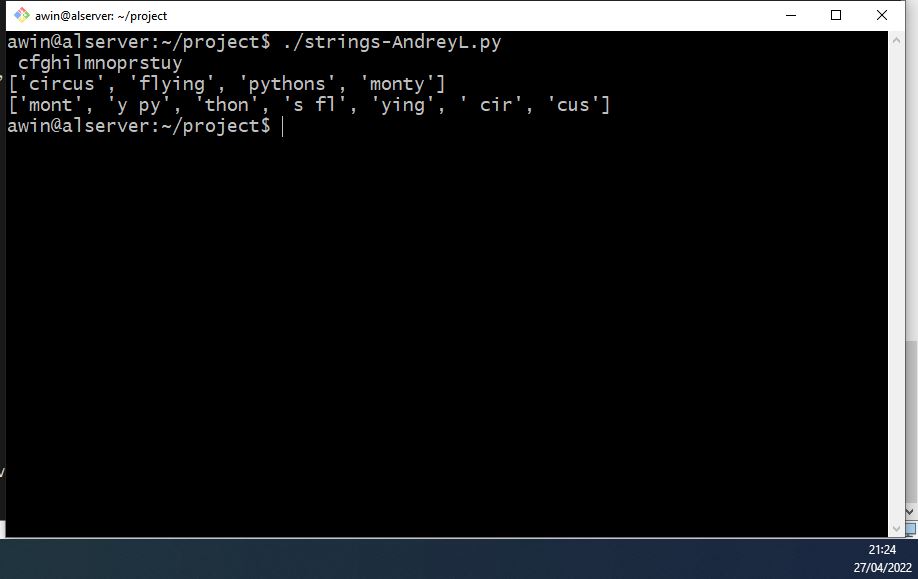 awin@alserver: ~/project
awin@alserver:~/project$ ./strings-AndreyL.py
 cfghilmnoprstuy
['circus', 'flying', 'pythons', 'monty']
['mont', 'y py', 'thon', 's fl', 'ying', ' cir', 'cus']
awin@alserver:~/project$
21:24
27/04/2022